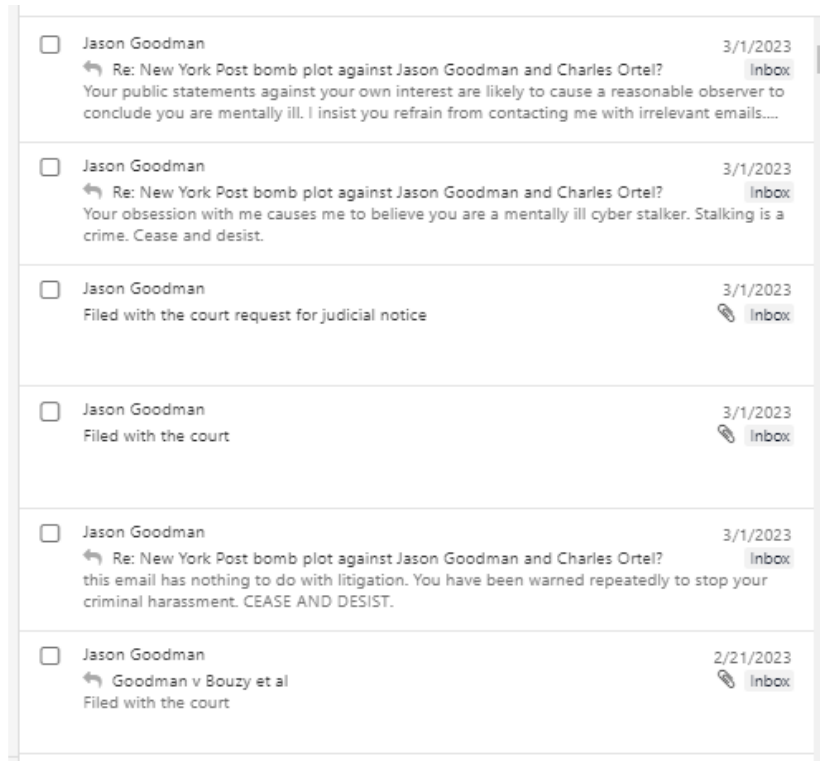 Jason Goodman 3/1/2023
Re: New York Post bomb plot against Jason Goodman and Charles Ortel? Inbox
Your public statements against your own interest are likely to cause a reasonable observer to
conclude you are mentally ill. I insist you refrain from contacting me with irrelevant emails....
Jason Goodman 3/1/2023
Re: New York Post bomb plot against Jason Goodman and Charles Ortel? Inbox
Your obsession with me causes me to believe you are a mentally ill cyber stalker. Stalking is a
crime. Cease and desist.
Jason Goodman 3/1/2023
Filed with the court request for judicial notice Inbox
Jason Goodman 3/1/2023
Filed with the court Inbox
Jason Goodman 3/1/2023
Re: New York Post bomb plot against Jason Goodman and Charles Ortel? Inbox
this email has nothing to do with litigation. You have been warned repeatedly to stop your
criminal harassment. CEASE AND DESIST.
Jason Goodman 2/21/2023
Goodman v Bouzy et al Inbox
Filed with the court